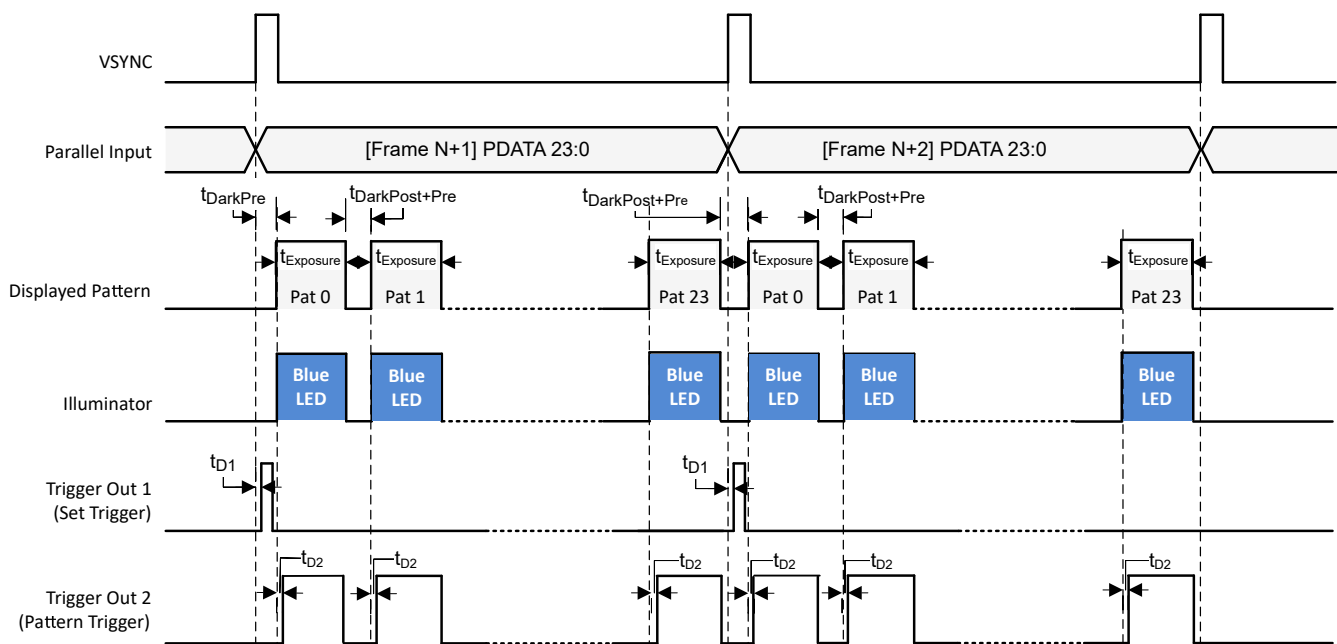 VSYNC
Parallel Input
[Frame N+1] PDATA 23:0
[Frame N+2] PDATA 23:0
tDarkPre
tDarkPost+Pre
tDarkPost+Pre
tDarkPost+Pre
Displayed Pattern
tExposure
tExposure
tExposure
tExposure
tExposure
tExposure
Pat 0
Pat 1
Pat 23
Pat 0
Pat 1
Pat 23
Illuminator
Blue
LED
Blue
LED
Blue
LED
Blue
LED
Blue
LED
Blue
LED
tD1
tD1
Trigger Out 1
(Set Trigger)
tD2
tD2
tD2
tD2
tD2
tD2
Trigger Out 2
(Pattern Trigger)